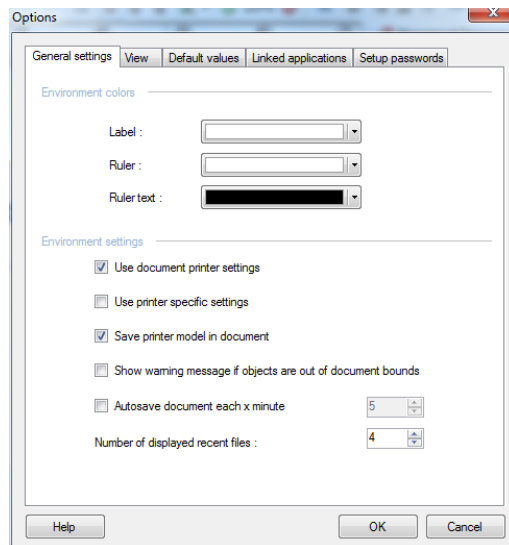 Options
General settings View Default values Linked applications Setup passwords
Environment colors
Label :
Ruler :
Ruler text :
Environment settings
Use document printer settings
Use printer specific settings
Save printer model in document
Show warning message if objects are out of document bounds
Autosave document each x minute 5
Number of displayed recent files : 4
Help OK Cancel